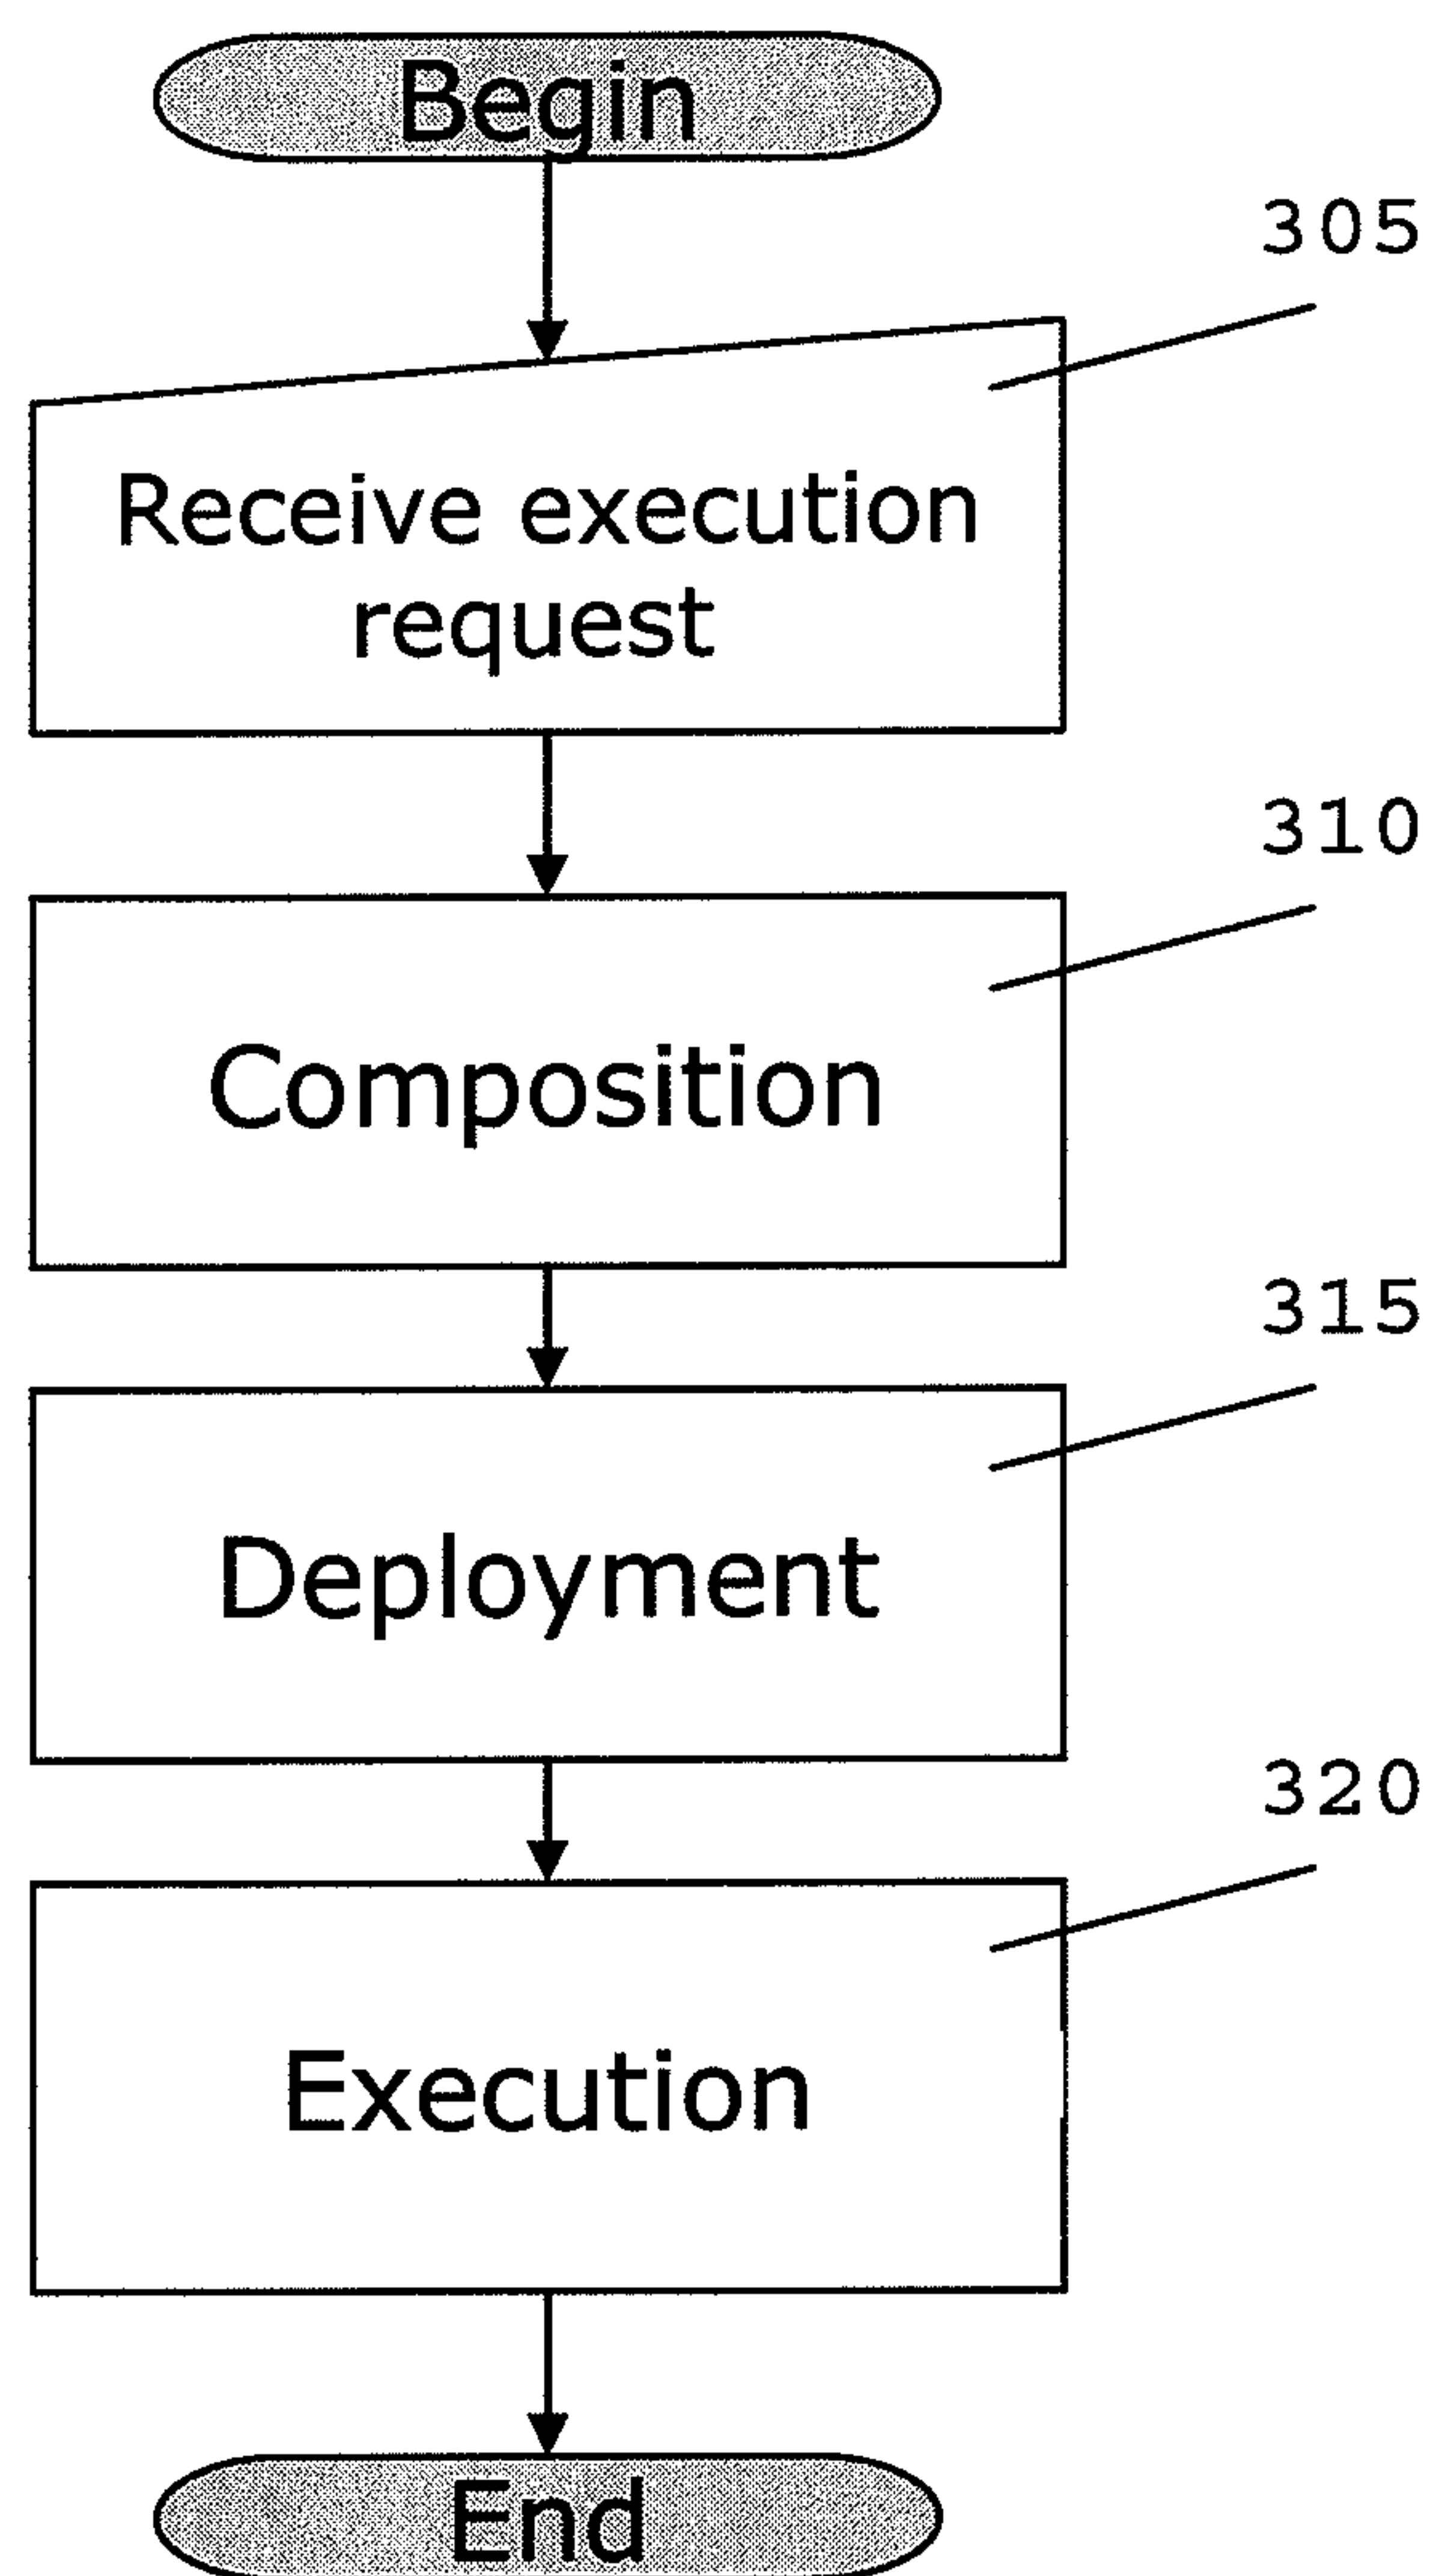 Begin
305
Receive execution
request
310
Composition
315
Deployment
320
Execution
End